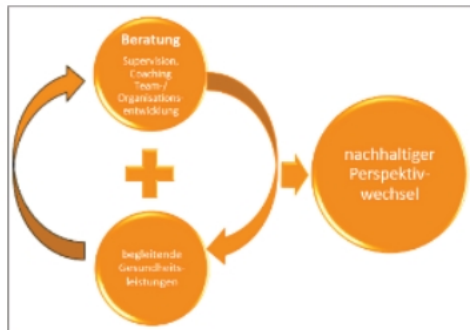 Beratung
Supervision,
Coaching
Team-/
Organisations
entwicklung
begleitende
Gesundheits-
leistungen
nachhaltiger
Perspektiv-
wechsel